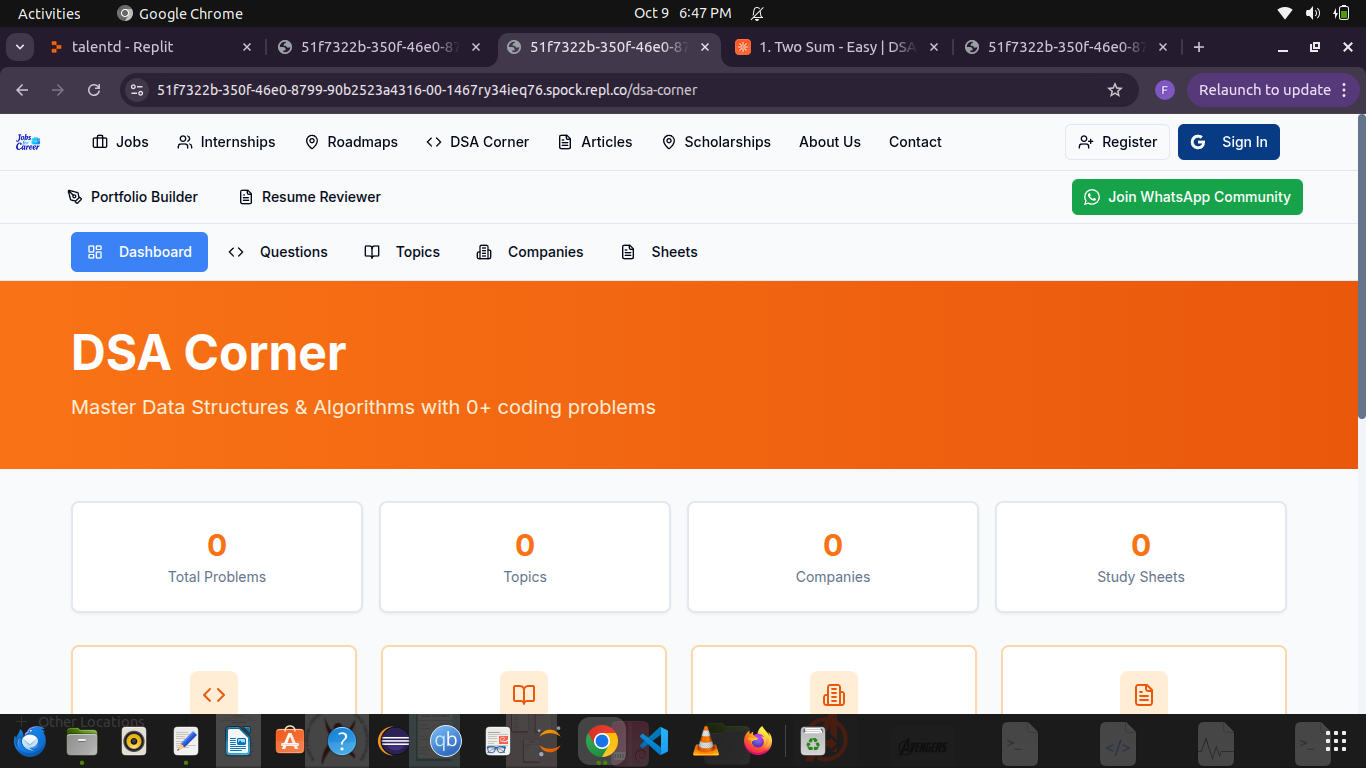 Activities Google Chrome Oct 9 6:47 PM
talentd - Replit 51f7322b-350f-46e0-87 51f7322b-350f-46e0-87 1. Two Sum - Easy | DSA 51f7322b-350f-46e0-87
51f7322b-350f-46e0-8799-90b2523a4316-00-1467ry34ieq76.spock.repl.co/dsa-corner F Relaunch to update
Jobs Career Jobs Internships Roadmaps DSA Corner Articles Scholarships About Us Contact Register Sign In
Portfolio Builder Resume Reviewer Join WhatsApp Community
Dashboard Questions Topics Companies Sheets
DSA Corner
Master Data Structures & Algorithms with 0+ coding problems
0 0 0 0
Total Problems Topics Companies Study Sheets
+ Other Locations
qb AVENGERS